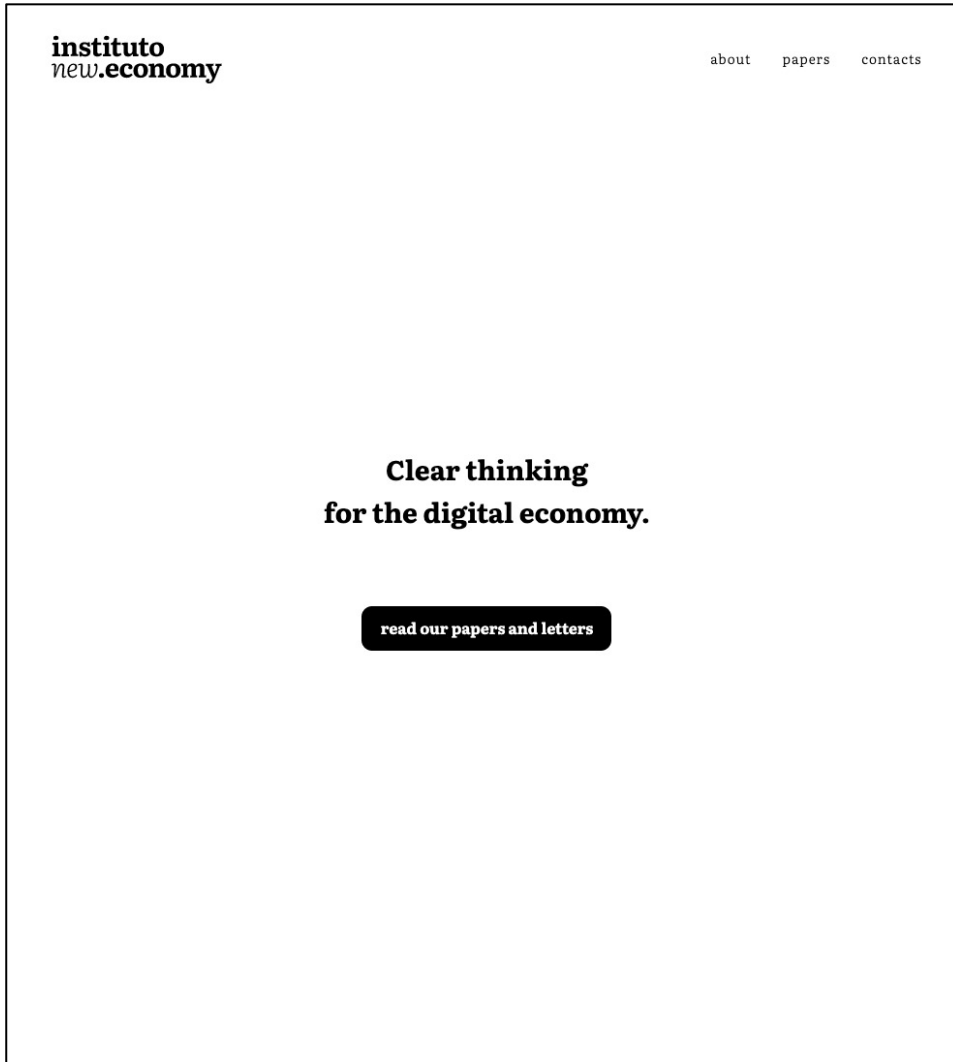 instituto
new.economy
about papers contacts
Clear thinking
for the digital economy.
read our papers and letters